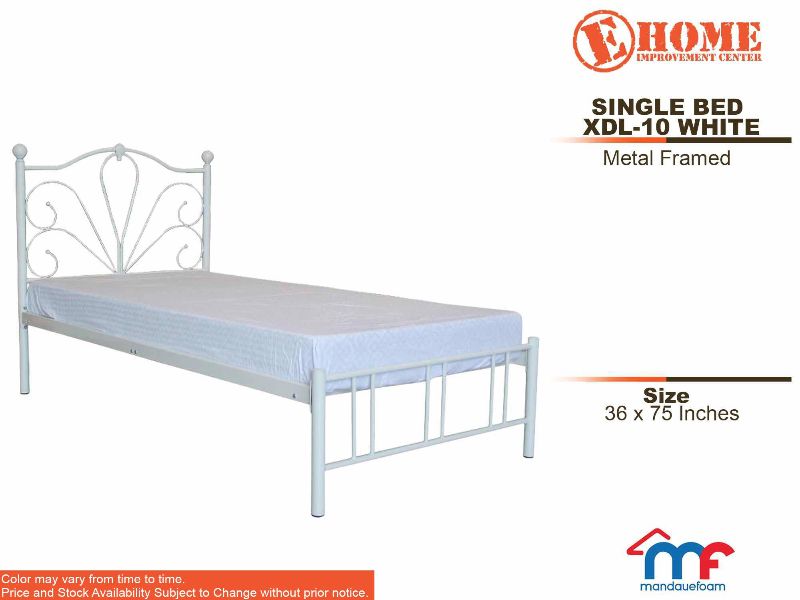 E HOME
IMPROVEMENT CENTER
SINGLE BED
XDL-10 WHITE
Metal Framed
Size
36 x 75 Inches
mf
mandauefoam
Color may vary from time to time.
Price and Stock Availability Subject to Change without prior notice.